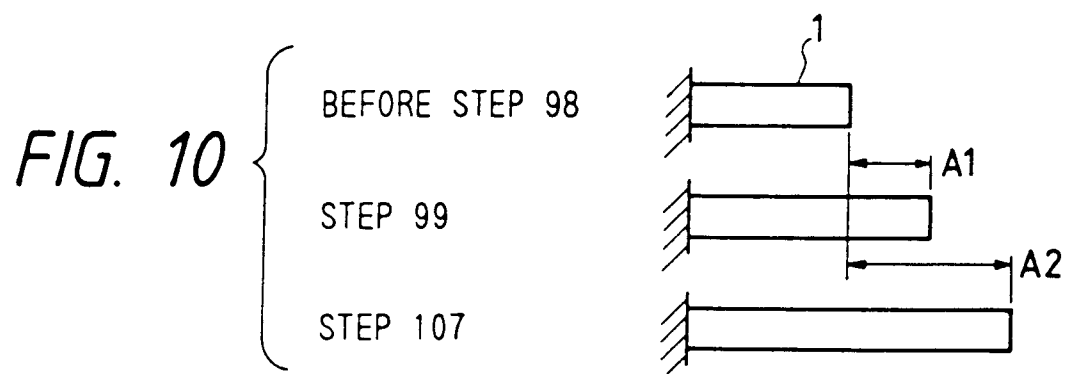 1
BEFORE STEP 98
FIG. 10
A1
STEP 99
A2
STEP 107